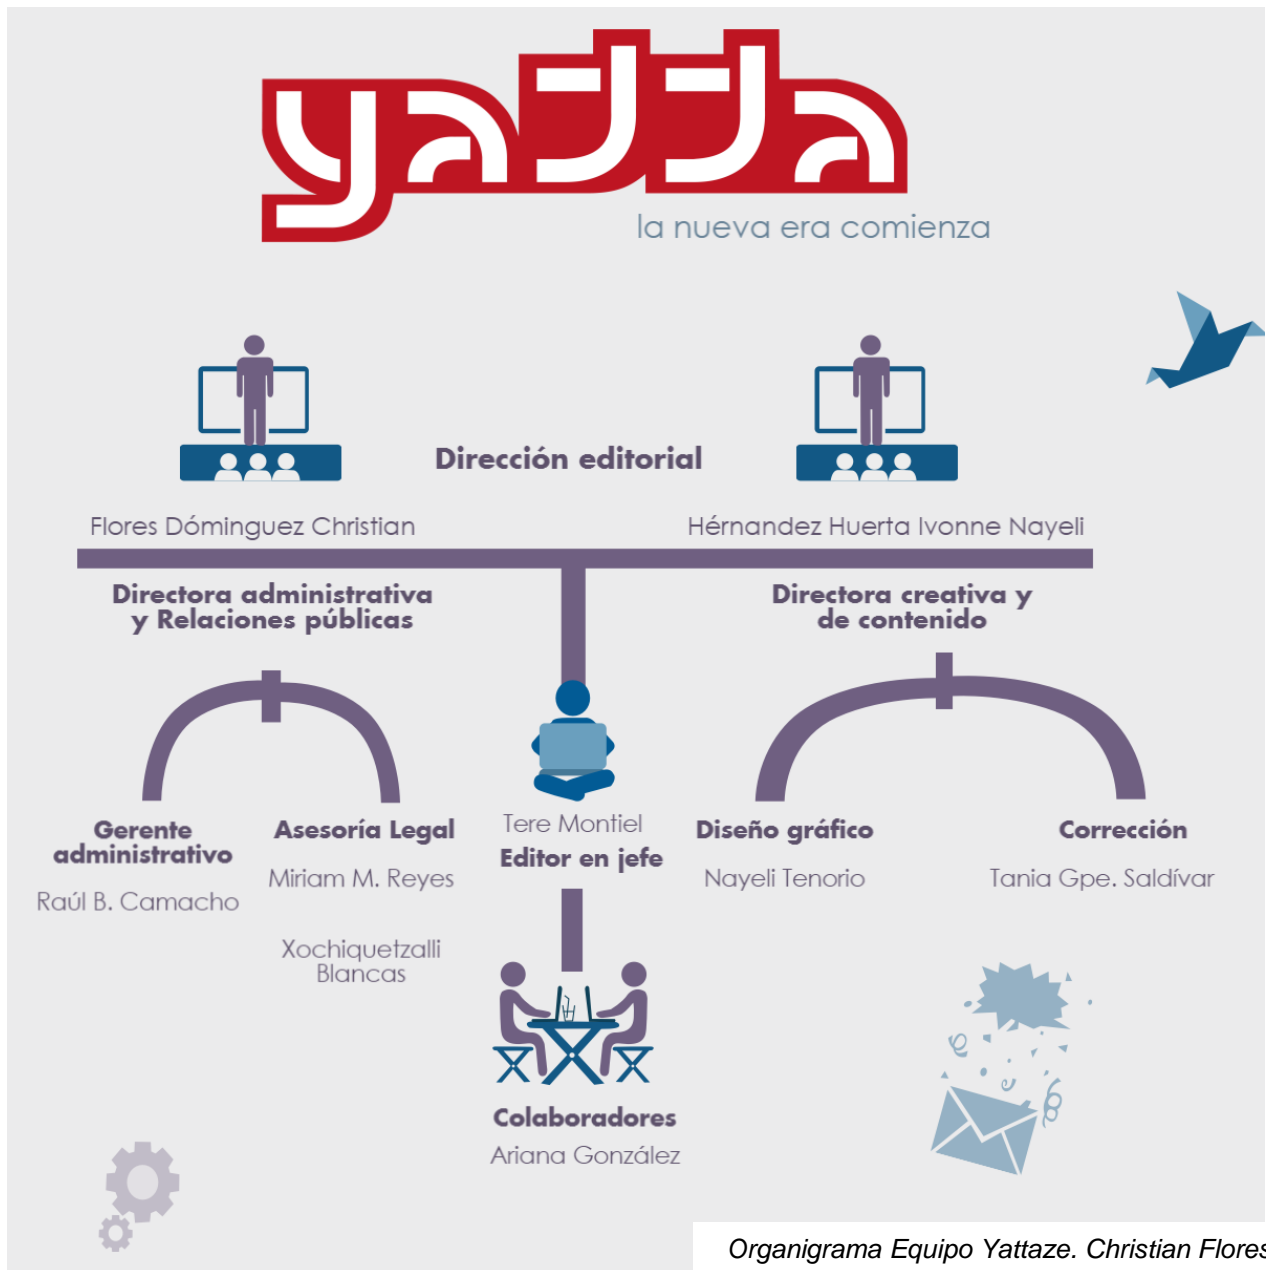 yatta
la nueva era comienza
Dirección editorial
Flores Dóminguez Christian
Hérnandez Huerta Ivonne Nayeli
Directora administrativa
y Relaciones públicas
Directora creativa y
de contenido
Gerente
administrativo
Raúl B. Camacho
Asesoría Legal
Miriam M. Reyes
Xochiquetzalli
Blancas
Tere Montiel
Editor en jefe
Diseño gráfico
Nayeli Tenorio
Corrección
Tania Gpe. Saldívar
Colaboradores
Ariana González
Organigrama Equipo Yattaze. Christian Flores